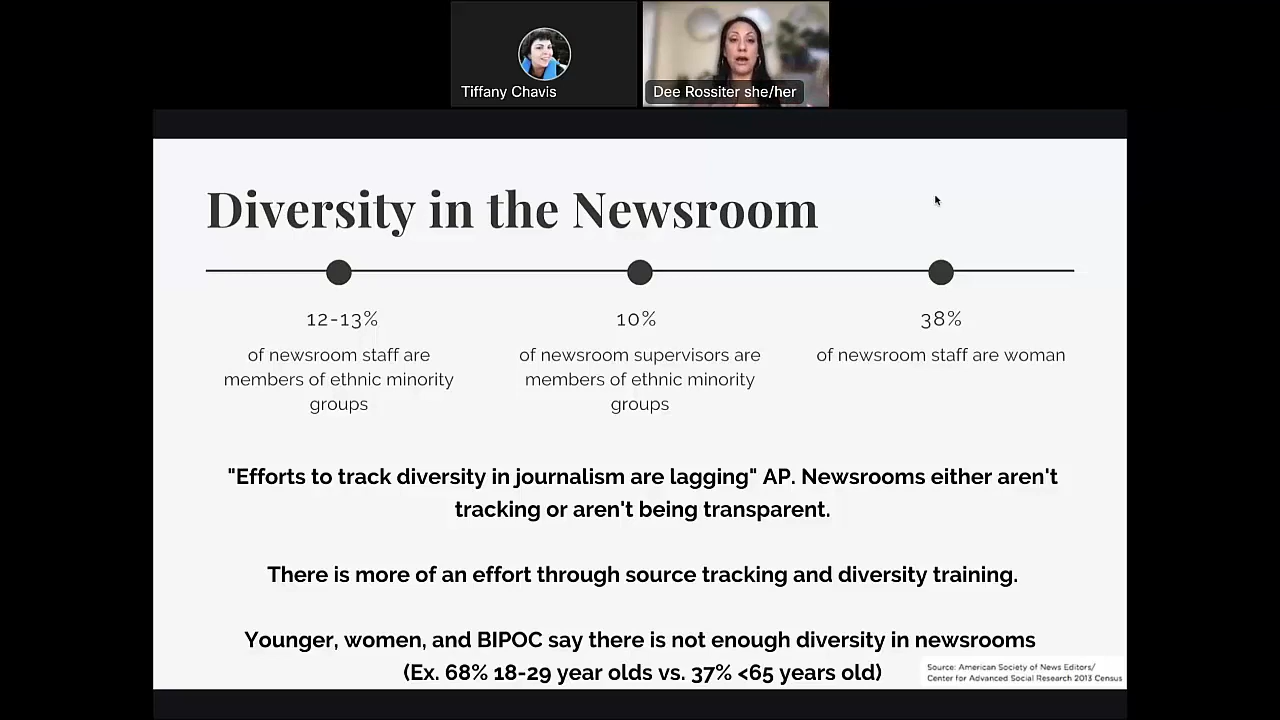 Tiffany Chavis
Dee Rossiter she/her
Diversity in the Newsroom
12-13%
of newsroom staff are
members of ethnic minority
groups
10%
of newsroom supervisors are
members of ethnic minority
groups
38%
of newsroom staff are woman
"Efforts to track diversity in journalism are lagging" AP. Newsrooms either aren't
tracking or aren't being transparent.
There is more of an effort through source tracking and diversity training.
Younger, women, and BIPOC say there is not enough diversity in newsrooms
(Ex. 68% 18-29 year olds vs. 37% <65 years old)
Source: American Society of News Editors/
Center for Advanced Social Research 2013 Census